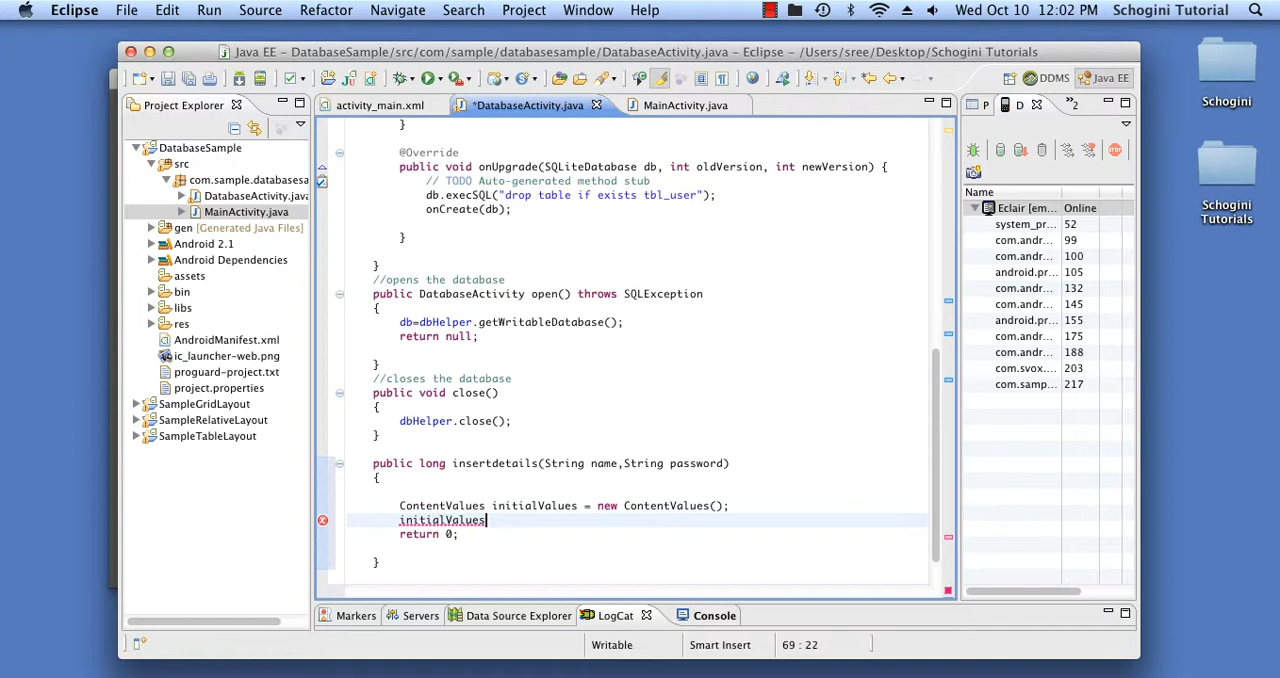 Eclipse File Edit Run Source Refactor Navigate Search Project Window Help Wed Oct 10 12:02 PM Schogini Tutorial
Java EE – DatabaseSample/src/com/sample/databasesample/DatabaseActivity.java – Eclipse – /Users/sree/Desktop/Schogini Tutorials
DDMS Java EE
Project Explorer
activity_main.xml *DatabaseActivity.java MainActivity.java
P D »2
DatabaseSample
src
com.sample.databasesa
DatabaseActivity.java
MainActivity.java
gen [Generated Java Files]
Android 2.1
Android Dependencies
assets
bin
libs
res
AndroidManifest.xml
ic_launcher-web.png
proguard-project.txt
project.properties
SampleGridLayout
SampleRelativeLayout
SampleTableLayout
}
@Override
public void onUpgrade(SQLiteDatabase db, int oldVersion, int newVersion) {
// TODO Auto-generated method stub
db.execSQL("drop table if exists tbl_user");
onCreate(db);
}
}
//opens the database
public DatabaseActivity open() throws SQLException
{
db=dbHelper.getWritableDatabase();
return null;
}
//closes the database
public void close()
{
dbHelper.close();
}
public long insertdetails(String name,String password)
{
ContentValues initialValues = new ContentValues();
initialValues
return 0;
}
Name
Eclair [em... Online
system_pr... 52
com.andr... 99
com.andr... 100
android.pr... 105
com.andr... 132
com.andr... 145
android.pr... 155
com.andr... 175
com.andr... 188
com.svox... 203
com.samp... 217
Markers Servers Data Source Explorer LogCat Console
Writable Smart Insert 69 : 22
Schogini
Schogini
Tutorials